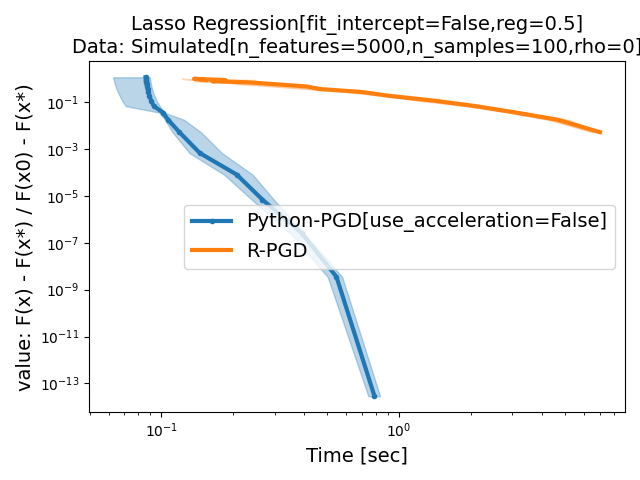 Lasso Regression[fit_intercept=False,reg=0.5]
Data: Simulated[n_features=5000,n_samples=100,rho=0]
value: F(x) - F(x*) / F(x0) - F(x*)
10⁻¹
10⁻³
10⁻⁵
10⁻⁷
10⁻⁹
10⁻¹¹
10⁻¹³
Python-PGD[use_acceleration=False]
R-PGD
10⁻¹ 10⁰
Time [sec]